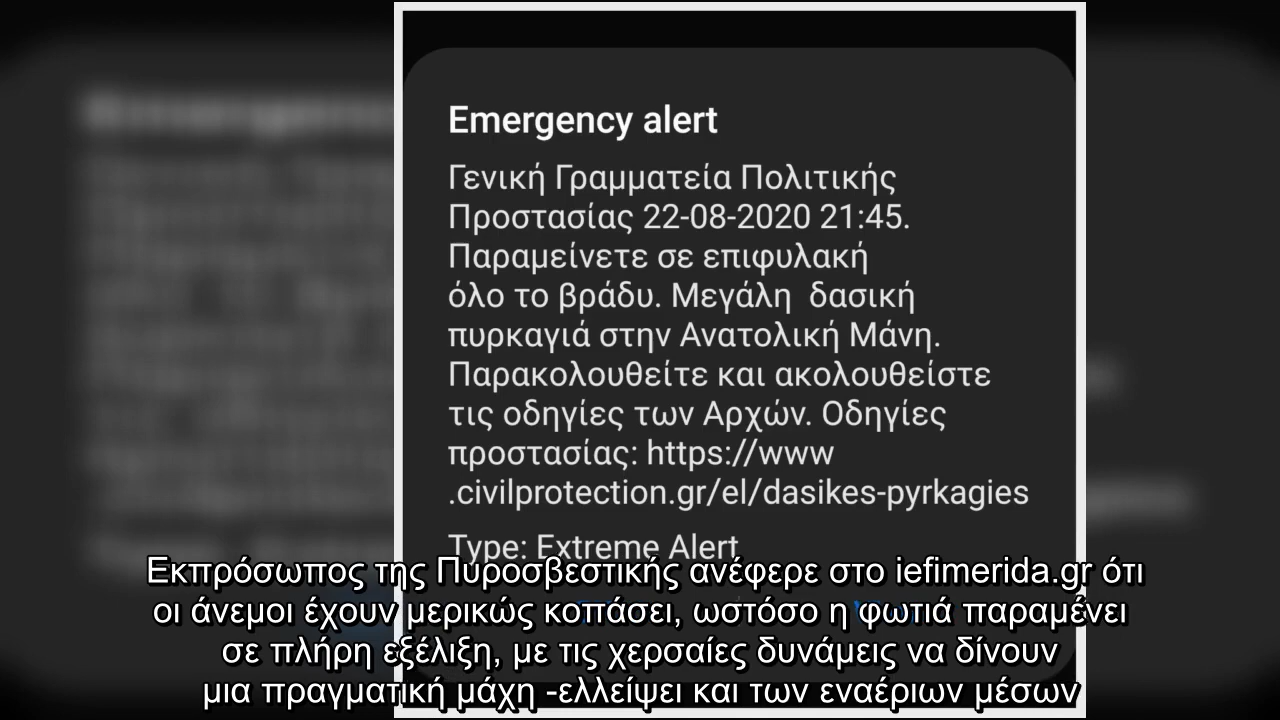 Emergency alert
Γενική Γραμματεία Πολιτικής
Προστασίας 22-08-2020 21:45.
Παραμείνετε σε επιφυλακή
όλο το βράδυ. Μεγάλη  δασική
πυρκαγιά στην Ανατολική Μάνη.
Παρακολουθείτε και ακολουθείστε
τις οδηγίες των Αρχών. Οδηγίες
προστασίας: https://www
.civilprotection.gr/el/dasikes-pyrkagies
Type: Extreme Alert
Εκπρόσωπος της Πυροσβεστικής ανέφερε στο iefimerida.gr ότι
οι άνεμοι έχουν μερικώς κοπάσει, ωστόσο η φωτιά παραμένει
σε πλήρη εξέλιξη, με τις χερσαίες δυνάμεις να δίνουν
μια πραγματική μάχη -ελλείψει και των εναέριων μέσων